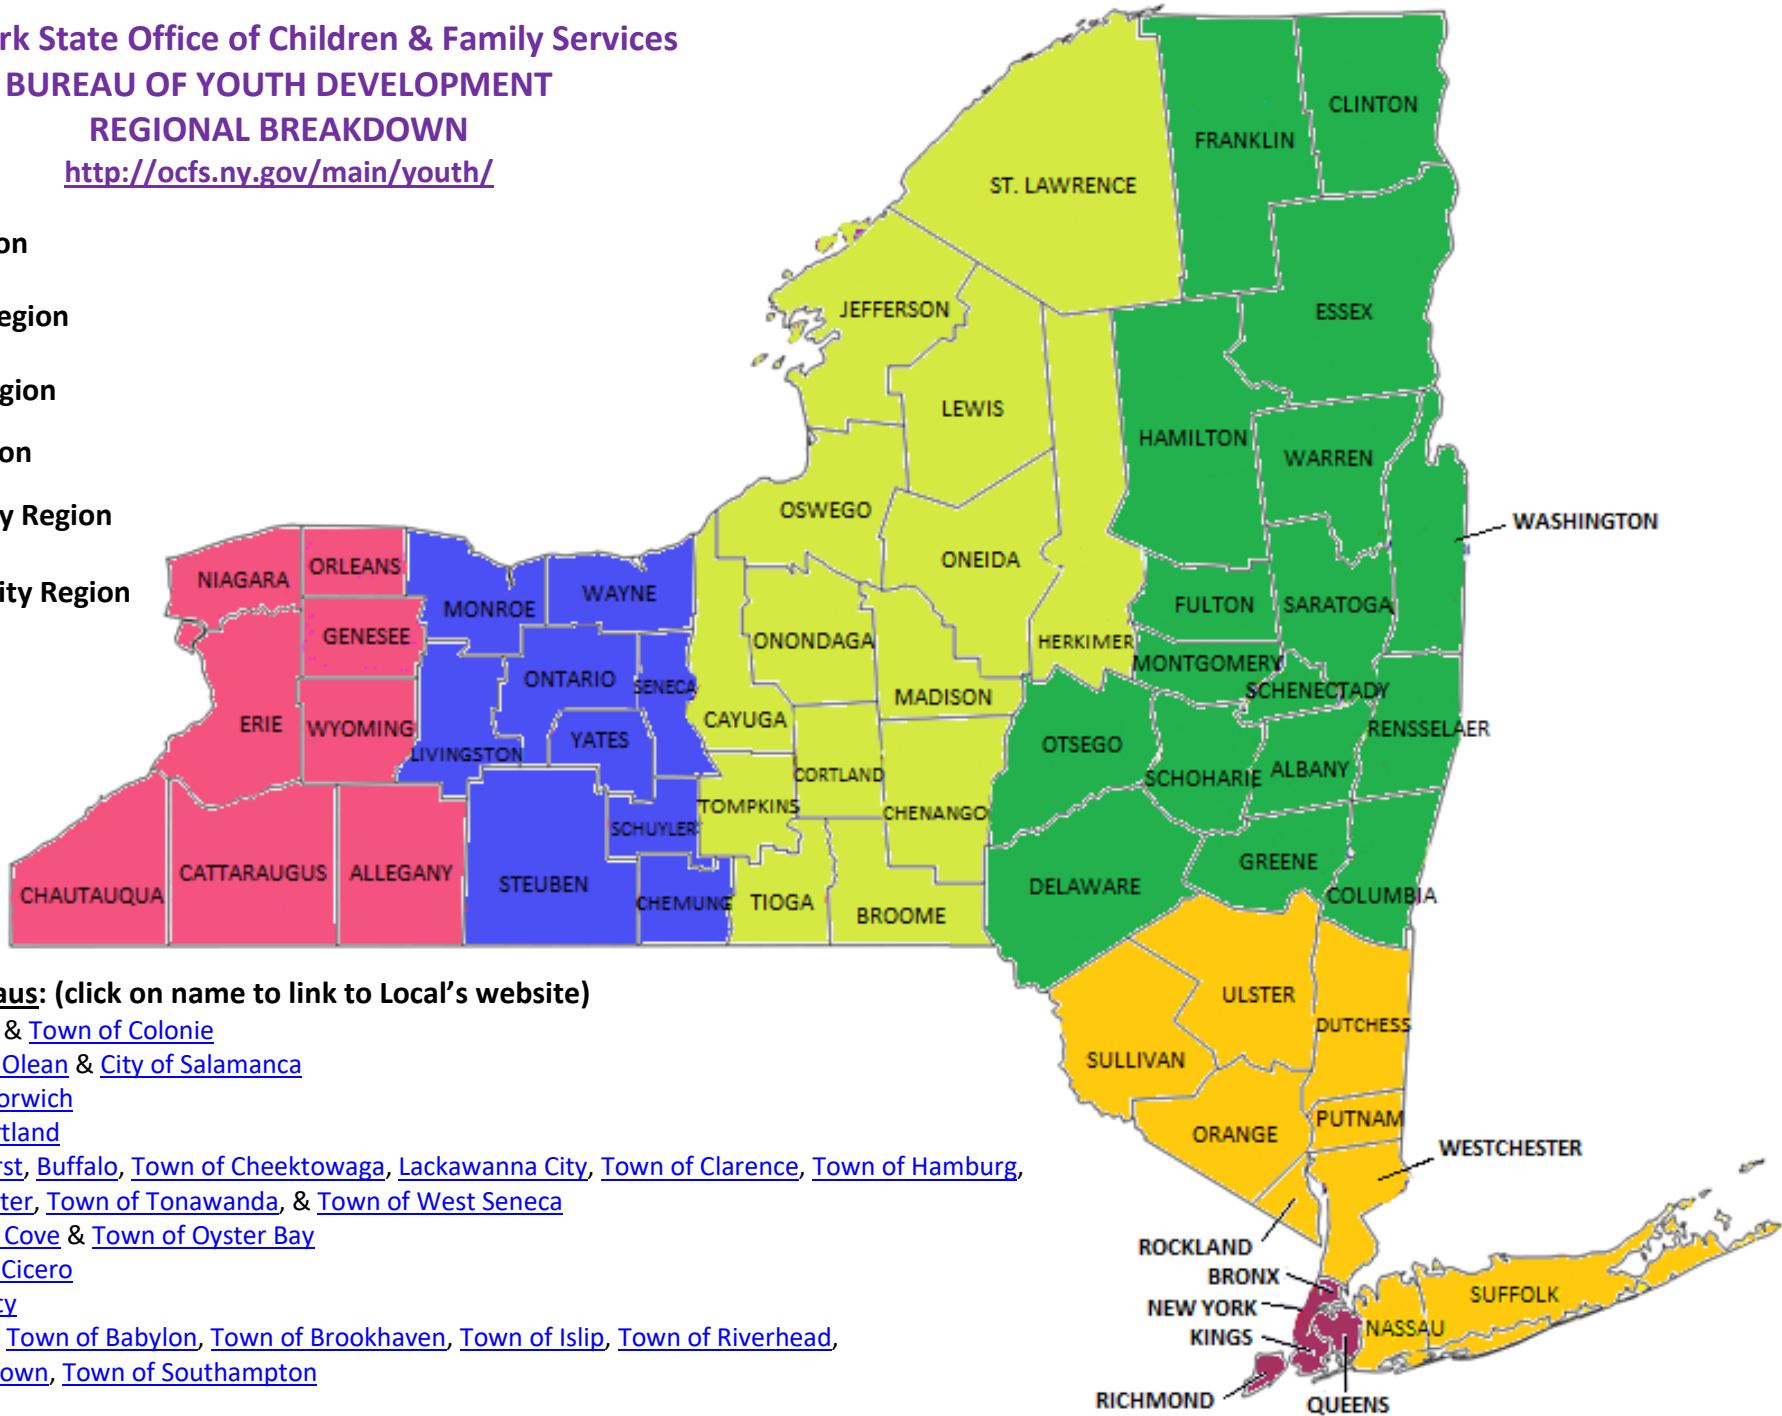 rk State Office of Children & Family Services
BUREAU OF YOUTH DEVELOPMENT
REGIONAL BREAKDOWN
http://ocfs.ny.gov/main/youth/
on
egion
gion
on
y Region
ity Region
CLINTON
FRANKLIN
ST. LAWRENCE
JEFFERSON
ESSEX
LEWIS
HAMILTON
WARREN
OSWEGO
WASHINGTON
ONEIDA
NIAGARA
ORLEANS
MONROE
WAYNE
FULTON
SARATOGA
GENESEE
ONONDAGA
HERKIMER
MONTGOMERY
ONTARIO
SENECA
MADISON
SCHENECTADY
ERIE
WYOMING
LIVINGSTON
YATES
CAYUGA
OTSEGO
RENSSELAER
CORTLAND
SCHOHARIE
ALBANY
TOMPKINS
CHENANGO
SCHUYLER
CHAUTAUQUA
CATTARAUGUS
ALLEGANY
STEUBEN
CHEMUNG
TIOGA
BROOME
DELAWARE
GREENE
COLUMBIA
ULSTER
DUTCHESS
SULLIVAN
ORANGE
PUTNAM
WESTCHESTER
ROCKLAND
BRONX
NEW YORK
KINGS
RICHMOND
QUEENS
NASSAU
SUFFOLK
aus: (click on name to link to Local’s website)
& Town of Colonie
Olean & City of Salamanca
orwich
rtland
rst, Buffalo, Town of Cheektowaga, Lackawanna City, Town of Clarence, Town of Hamburg,
ter, Town of Tonawanda, & Town of West Seneca
Cove & Town of Oyster Bay
Cicero
ty
Town of Babylon, Town of Brookhaven, Town of Islip, Town of Riverhead,
own, Town of Southampton